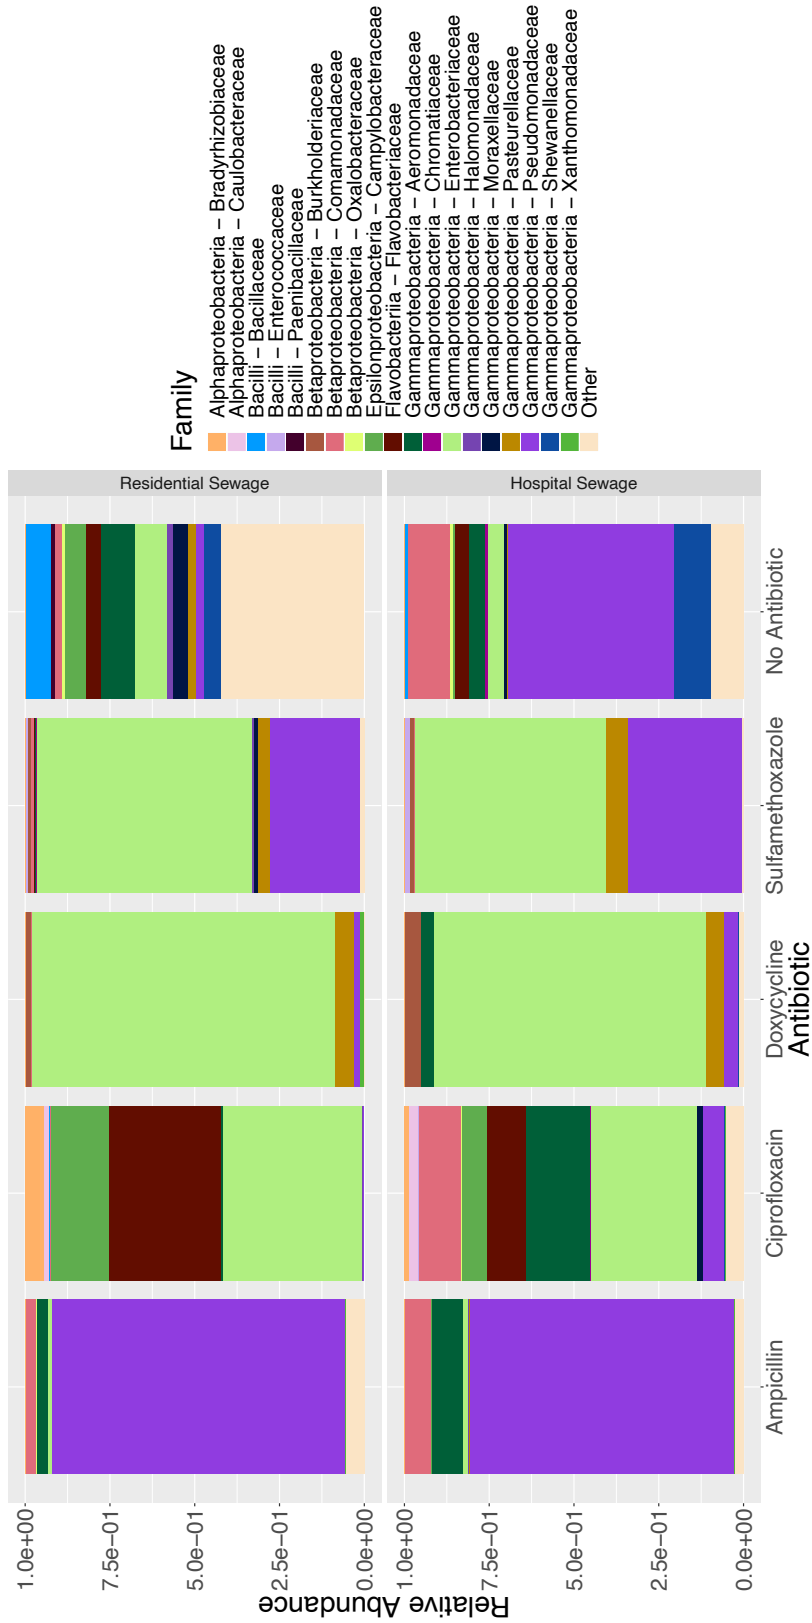 Relative Abundance
1.0e+00
7.5e−01
5.0e−01
2.5e−01
0.0e+00
Residential Sewage
1.0e+00
7.5e−01
5.0e−01
2.5e−01
0.0e+00
Hospital Sewage
Ampicillin
Ciprofloxacin
Doxycycline
Sulfamethoxazole
No Antibiotic
Antibiotic
Family
Alphaproteobacteria − Bradyrhizobiaceae
Alphaproteobacteria − Caulobacteraceae
Bacilli − Bacillaceae
Bacilli − Enterococcaceae
Bacilli − Paenibacillaceae
Betaproteobacteria − Burkholderiaceae
Betaproteobacteria − Comamonadaceae
Betaproteobacteria − Oxalobacteraceae
Epsilonproteobacteria − Campylobacteraceae
Flavobacteriia − Flavobacteriaceae
Gammaproteobacteria − Aeromonadaceae
Gammaproteobacteria − Chromatiaceae
Gammaproteobacteria − Enterobacteriaceae
Gammaproteobacteria − Halomonadaceae
Gammaproteobacteria − Moraxellaceae
Gammaproteobacteria − Pasteurellaceae
Gammaproteobacteria − Pseudomonadaceae
Gammaproteobacteria − Shewanellaceae
Gammaproteobacteria − Xanthomonadaceae
Other